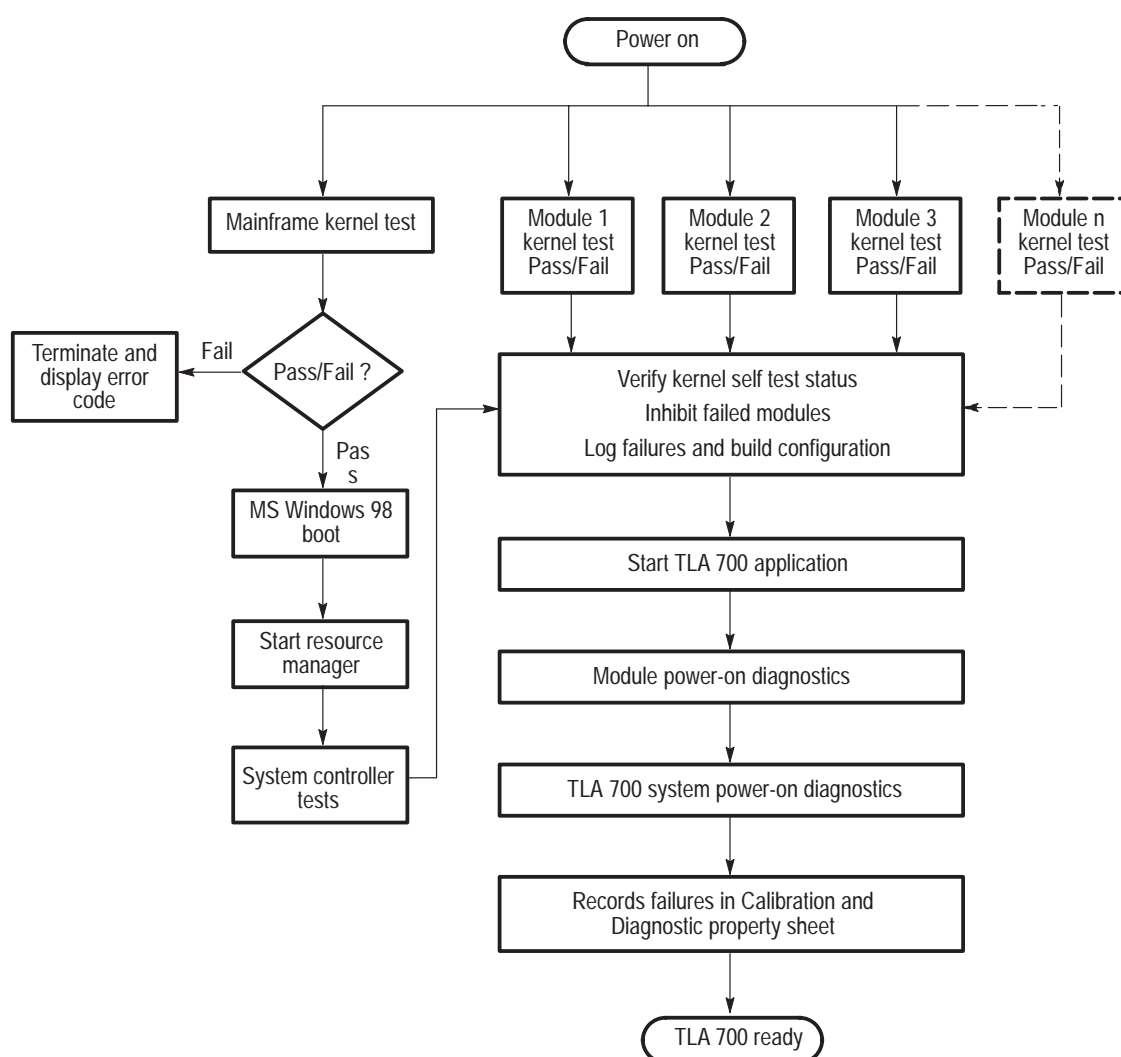 Power on
Mainframe kernel test
Module 1
kernel test
Pass/Fail
Module 2
kernel test
Pass/Fail
Module 3
kernel test
Pass/Fail
Module n
kernel test
Pass/Fail
Terminate and
display error
code
Fail
Pass/Fail ?
Pas
s
Verify kernel self test status
Inhibit failed modules
Log failures and build configuration
MS Windows 98
boot
Start TLA 700 application
Start resource
manager
Module power-on diagnostics
System controller
tests
TLA 700 system power-on diagnostics
Records failures in Calibration and
Diagnostic property sheet
TLA 700 ready